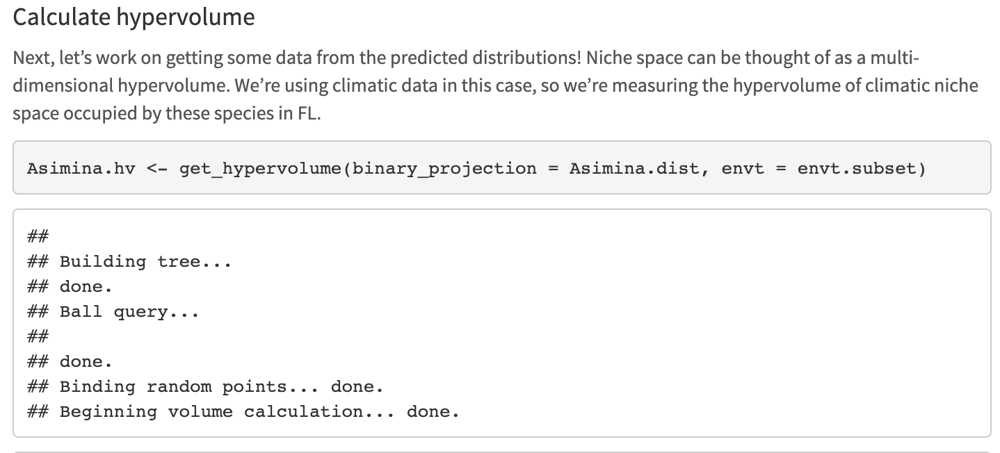 Calculate hypervolume
Next, let’s work on getting some data from the predicted distributions! Niche space can be thought of as a multi-
dimensional hypervolume. We’re using climatic data in this case, so we’re measuring the hypervolume of climatic niche
space occupied by these species in FL.
Asimina.hv <- get_hypervolume(binary_projection = Asimina.dist, envt = envt.subset)
##
## Building tree...
## done.
## Ball query...
##
## done.
## Binding random points... done.
## Beginning volume calculation... done.